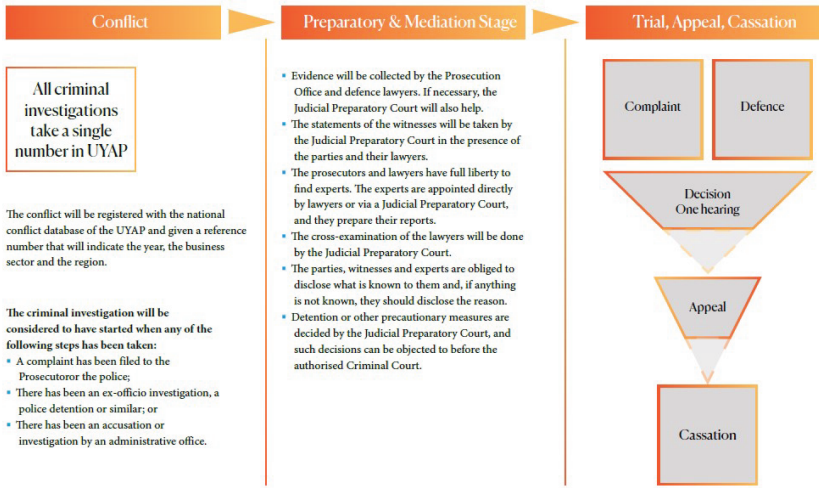 Conflict
All criminal
investigations
take a single
number in UYAP
The conflict will be registered with the national
conflict database of the UYAP and given a reference
number that will indicate the year, the business
sector and the region.
The criminal investigation will be
considered to have started when any of the
following steps has been taken:
▪ A complaint has been filed to the
Prosecutoror the police;
▪ There has been an ex-officio investigation, a
police detention or similar; or
▪ There has been an accusation or
investigation by an administrative office.
Preparatory & Mediation Stage
▪ Evidence will be collected by the Prosecution
Office and defence lawyers. If necessary, the
Judicial Preparatory Court will also help.
▪ The statements of the witnesses will be taken by
the Judicial Preparatory Court in the presence of
the parties and their lawyers.
▪ The prosecutors and lawyers have full liberty to
find experts. The experts are appointed directly
by lawyers or via a Judicial Preparatory Court,
and they prepare their reports.
▪ The cross-examination of the lawyers will be done
by the Judicial Preparatory Court.
▪ The parties, witnesses and experts are obliged to
disclose what is known to them and, if anything
is not known, they should disclose the reason.
▪ Detention or other precautionary measures are
decided by the Judicial Preparatory Court, and
such decisions can be objected to before the
authorised Criminal Court.
Trial, Appeal, Cassation
Complaint
Defence
Decision
One hearing
Appeal
Cassation